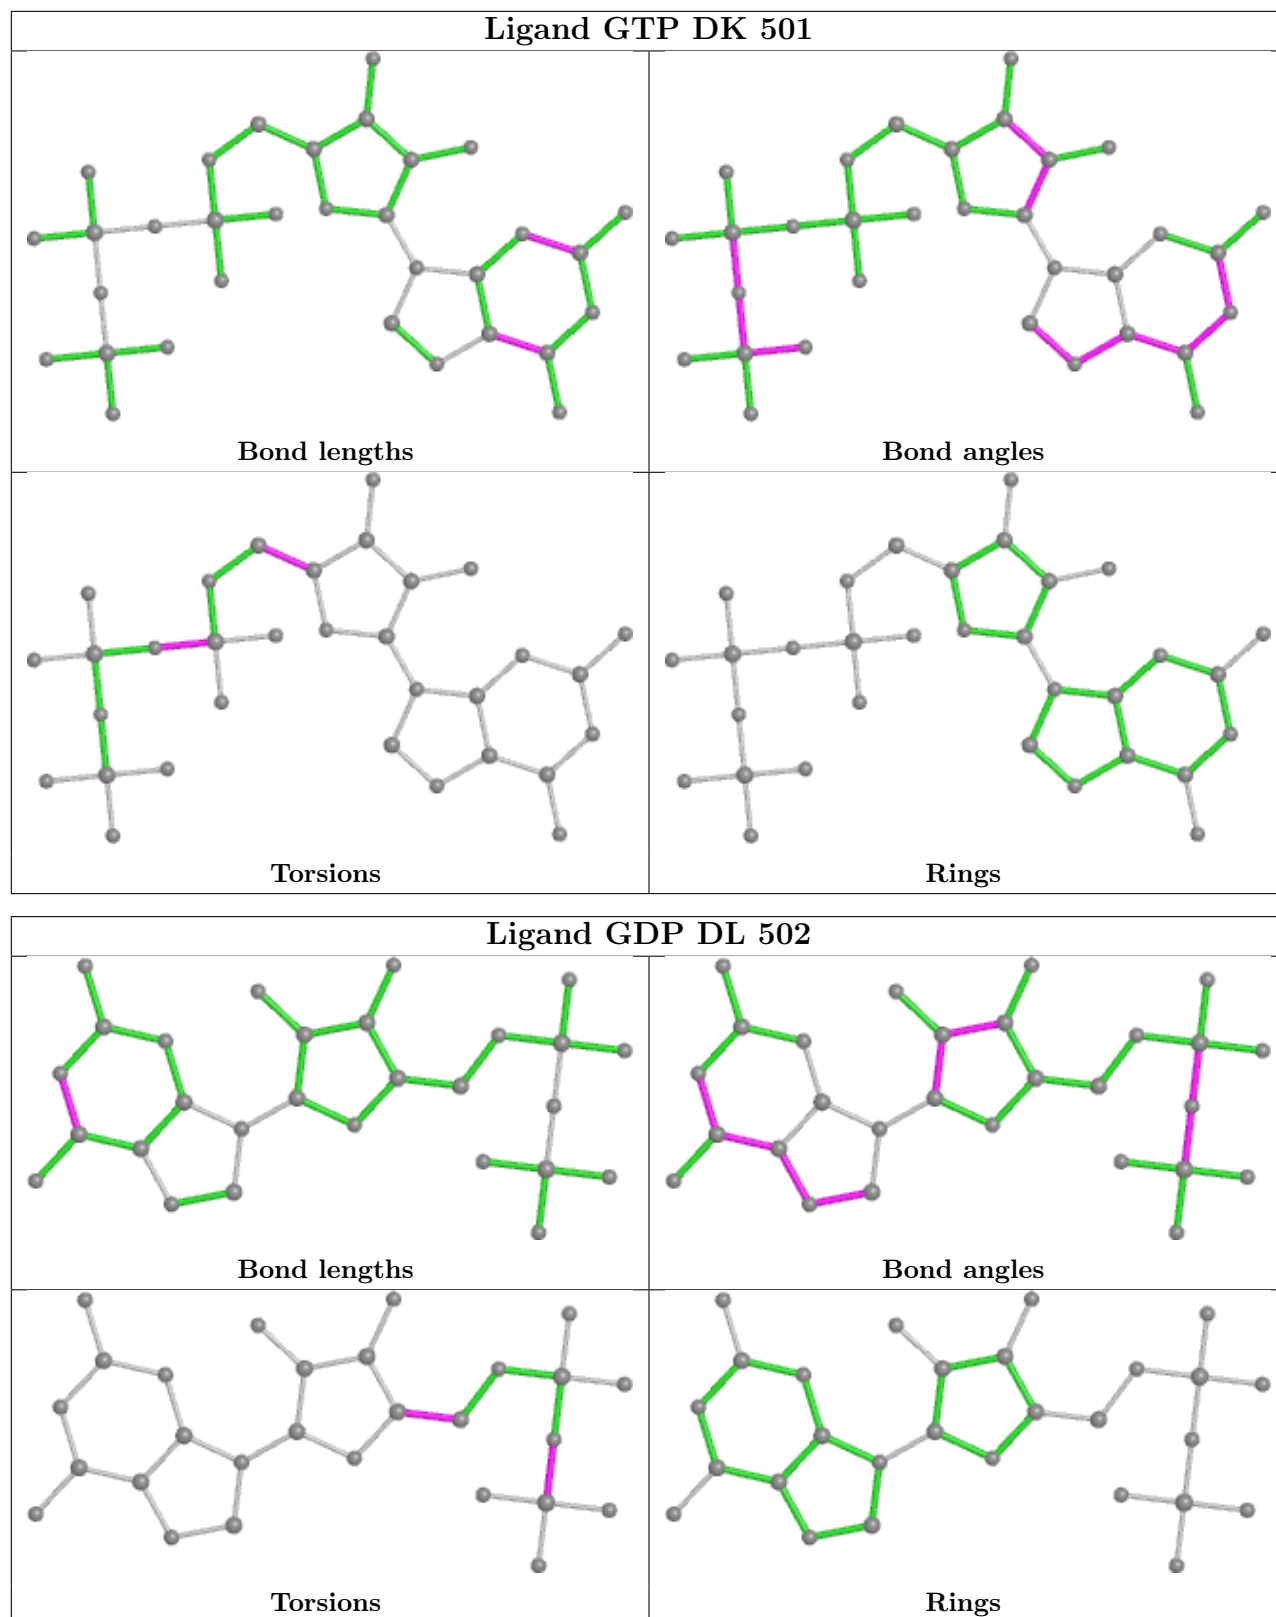 Ligand GTP DK 501
Bond lengths
Bond angles
Torsions
Rings
Ligand GDP DL 502
Bond lengths
Bond angles
Torsions
Rings